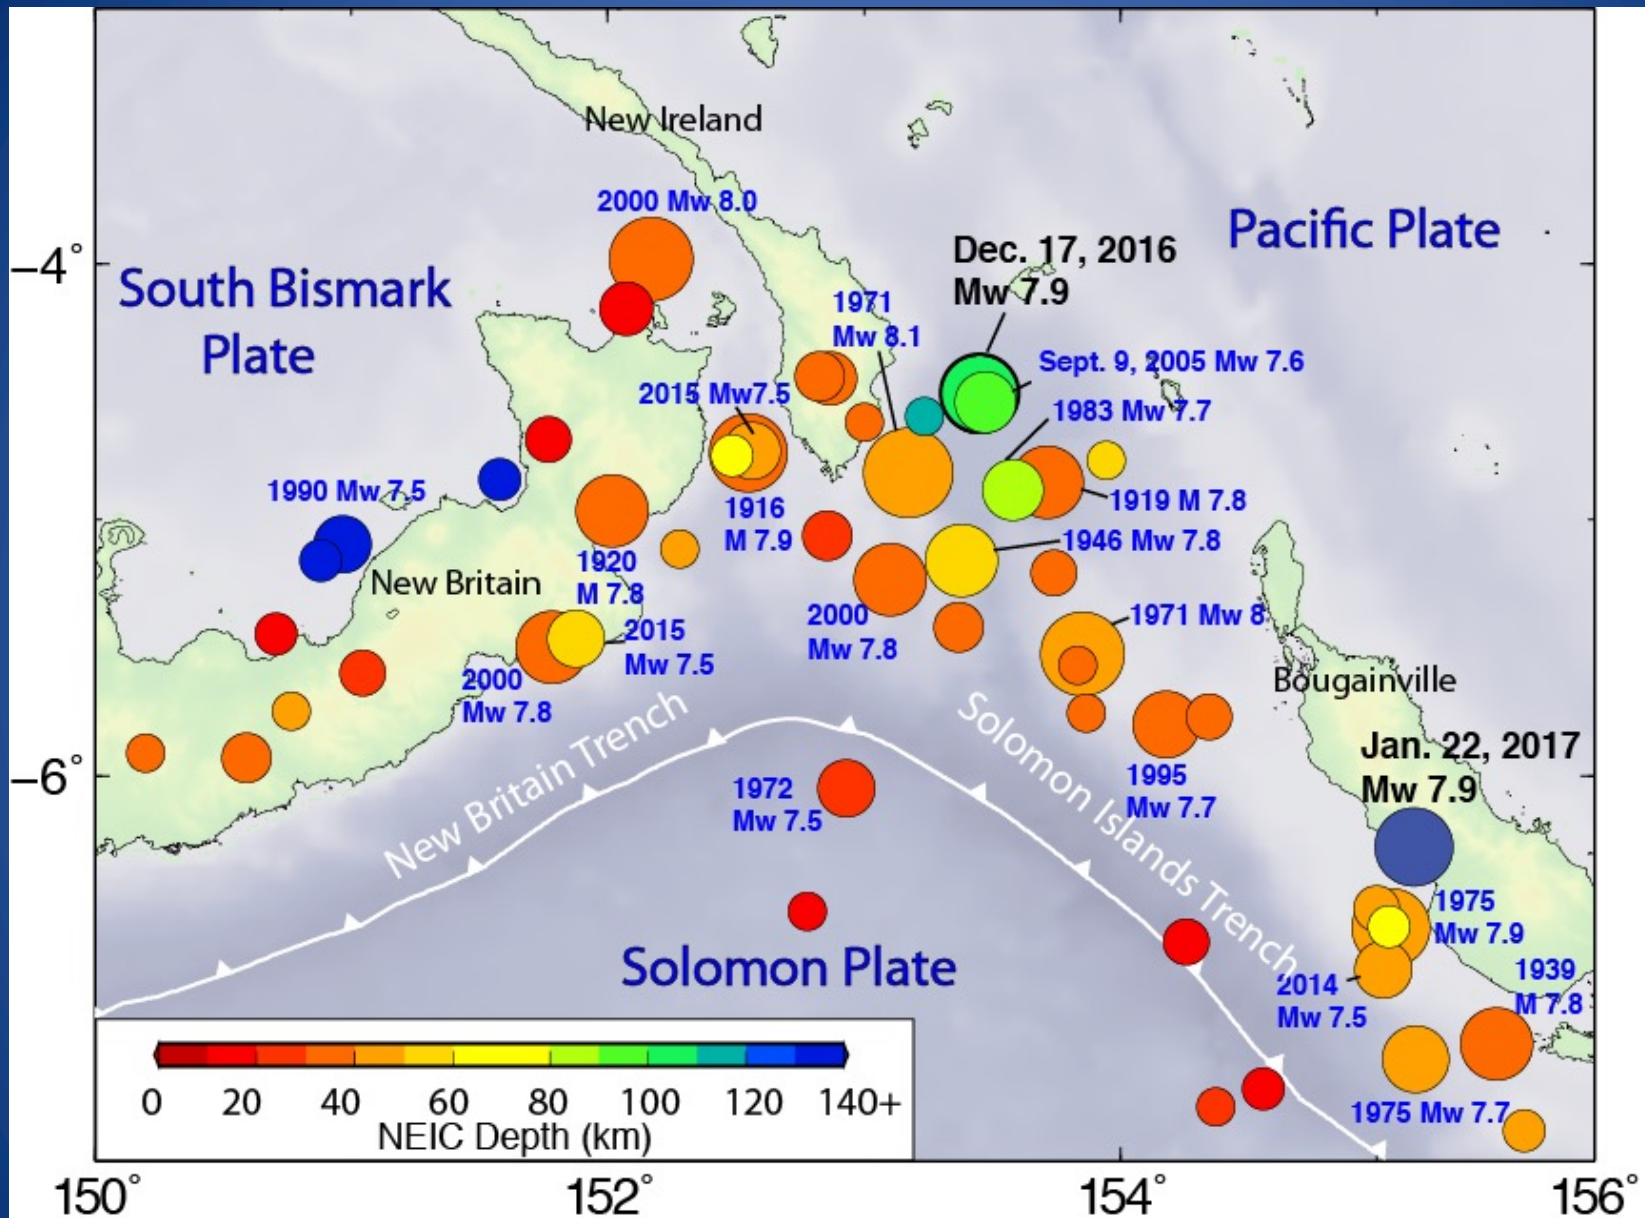 New Ireland
2000 Mw 8.0
Pacific Plate
Dec. 17, 2016
Mw 7.9
−4°
South Bismark
Plate
1971
Mw 8.1
Sept. 9, 2005 Mw 7.6
2015 Mw7.5
1983 Mw 7.7
1990 Mw 7.5
1916
M 7.9
1919 M 7.8
1946 Mw 7.8
1920
M 7.8
New Britain
2000
Mw 7.8
1971 Mw 8
2015
Mw 7.5
2000
Mw 7.8
Bougainville
New Britain Trench
Solomon Islands Trench
Jan. 22, 2017
Mw 7.9
−6°
1972
Mw 7.5
1995
Mw 7.7
1975
Mw 7.9
Solomon Plate
2014
Mw 7.5
1939
M 7.8
1975 Mw 7.7
0 20 40 60 80 100 120 140+
NEIC Depth (km)
150° 152° 154° 156°